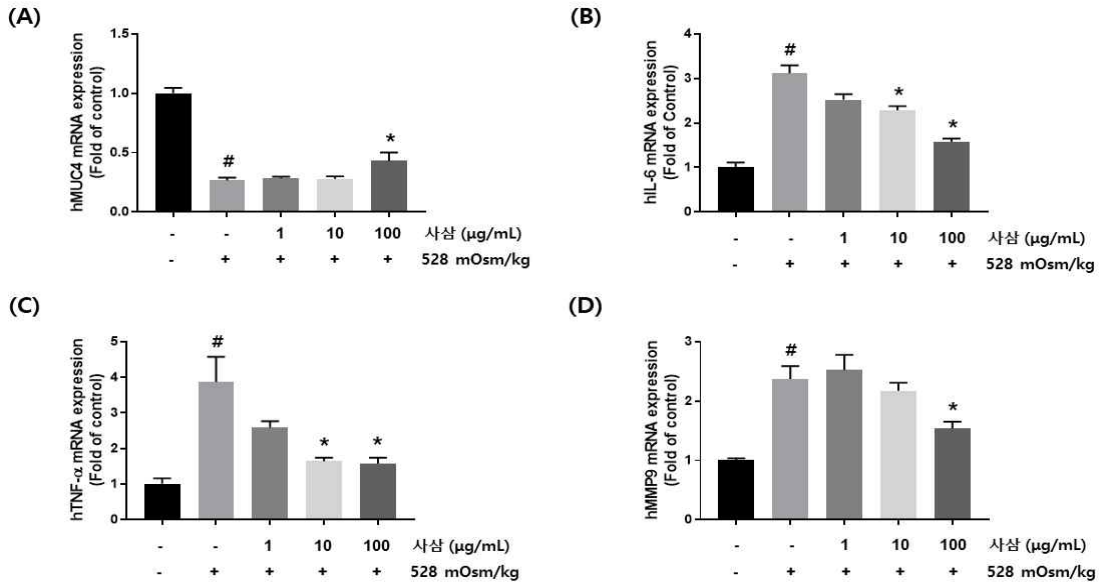 (A)
hMUC4 mRNA expression
(Fold of control)
1.5
1.0
0.5
0.0
#
*
- - 1 10 100 사삼 (μg/mL)
- + + + + 528 mOsm/kg
(B)
hIL-6 mRNA expression
(Fold of Control)
4
3
2
1
0
#
*
*
- - 1 10 100 사삼 (μg/mL)
- + + + + 528 mOsm/kg
(C)
hTNF-α mRNA expression
(Fold of control)
5
4
3
2
1
0
#
*
*
- - 1 10 100 사삼 (μg/mL)
- + + + + 528 mOsm/kg
(D)
hMMP9 mRNA expression
(Fold of control)
3
2
1
0
#
*
- - 1 10 100 사삼 (μg/mL)
- + + + + 528 mOsm/kg